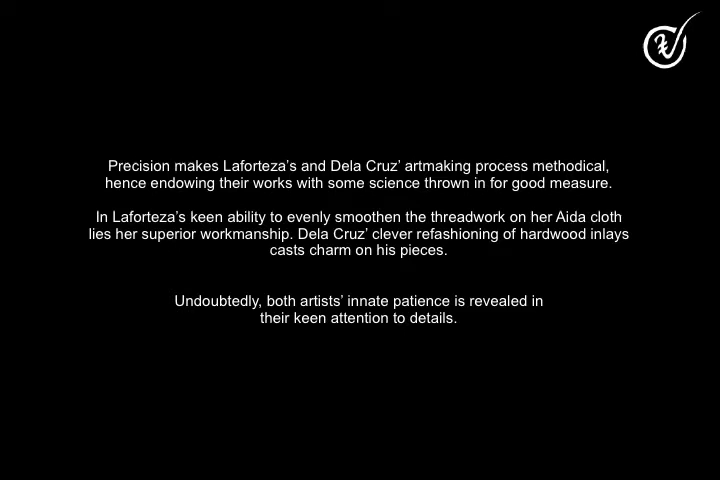 Precision makes Laforteza’s and Dela Cruz’ artmaking process methodical,
hence endowing their works with some science thrown in for good measure.
In Laforteza’s keen ability to evenly smoothen the threadwork on her Aida cloth
lies her superior workmanship. Dela Cruz’ clever refashioning of hardwood inlays
casts charm on his pieces.
Undoubtedly, both artists’ innate patience is revealed in
their keen attention to details.